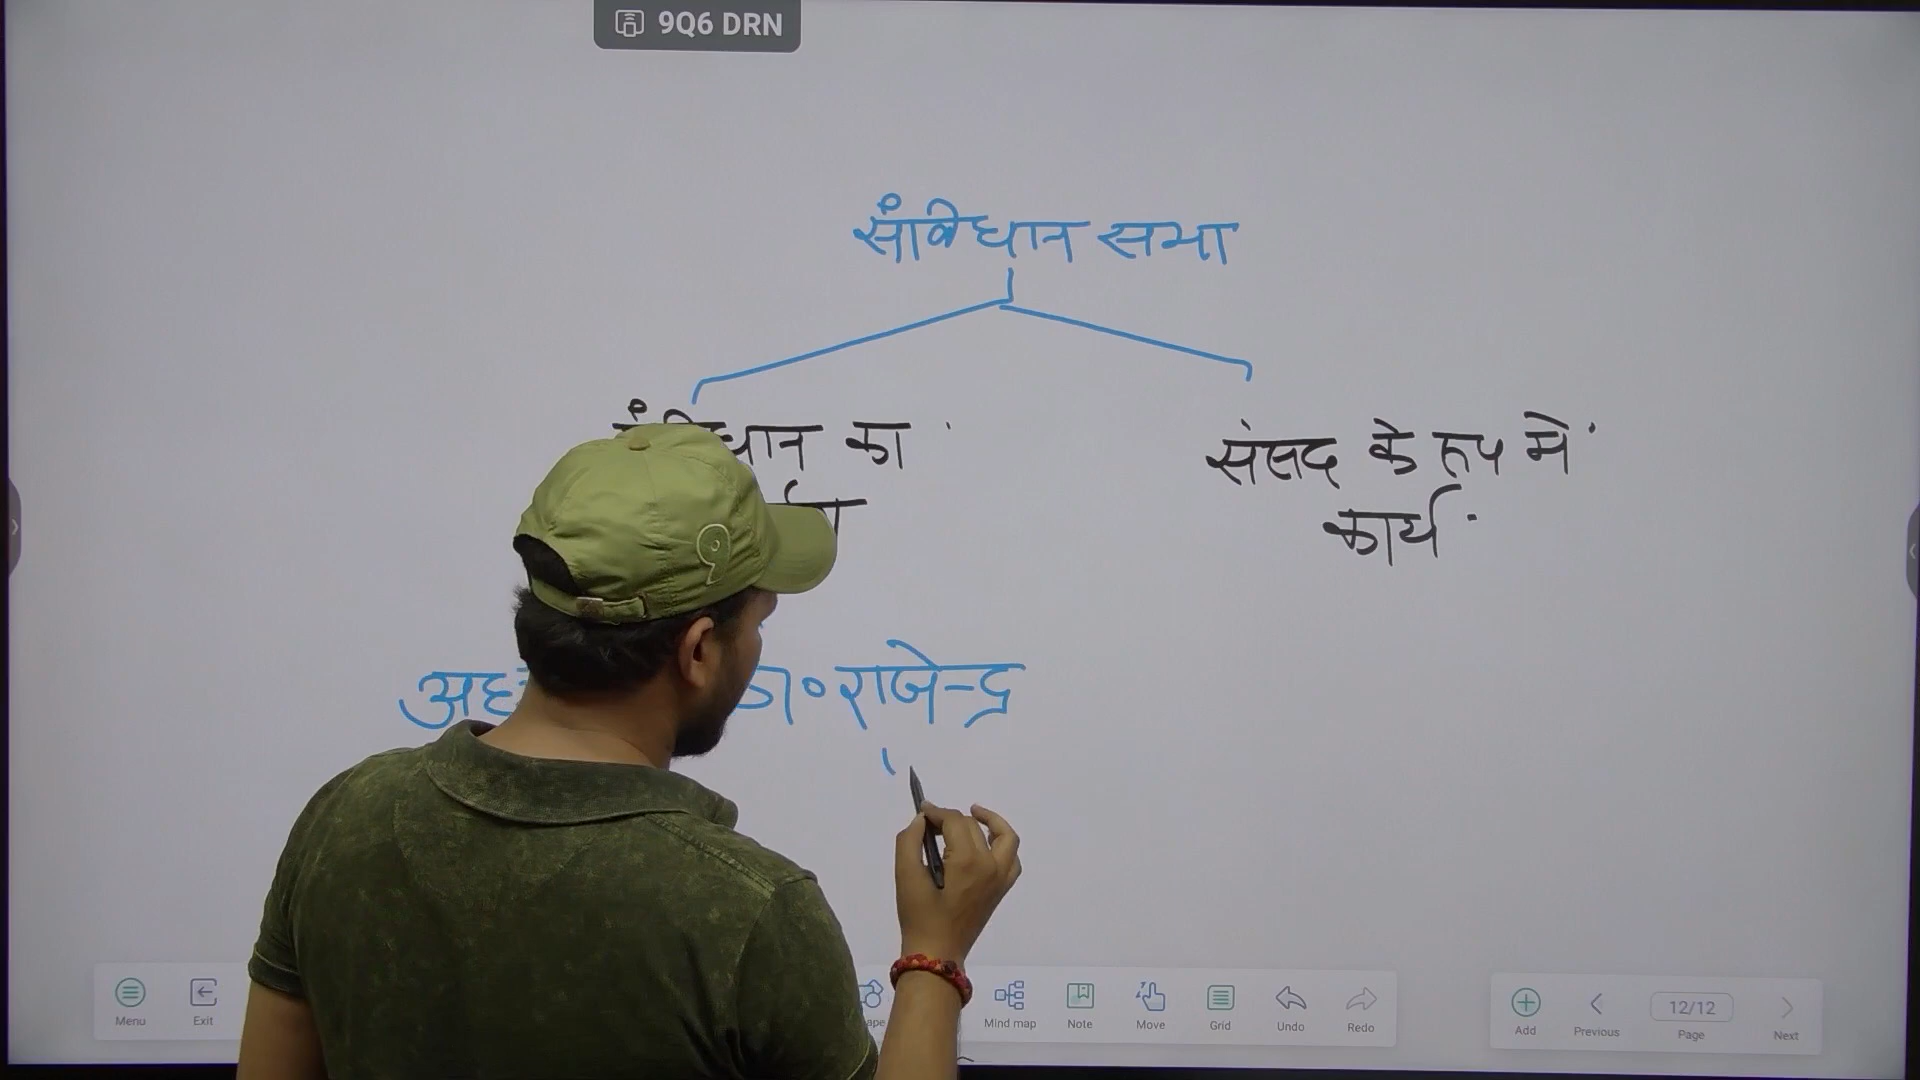 9Q6 DRN
संविधान सभा
का
संसद के रूप में
कार्य
राजेन्द्र
Menu
Exit
Mind map
Note
Move
Grid
Undo
Redo
Add
Previous
12/12
Page
Next